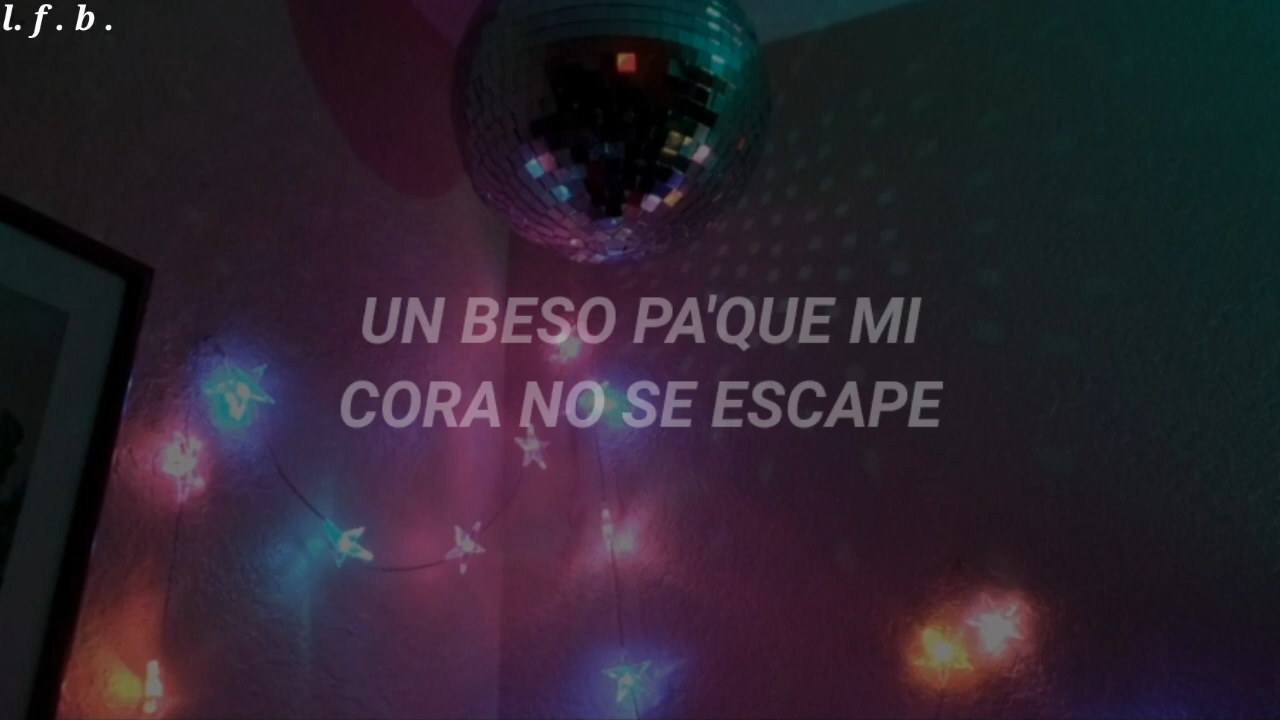 l. f. b.
UN BESO PA'QUE MI
CORA NO SE ESCAPE